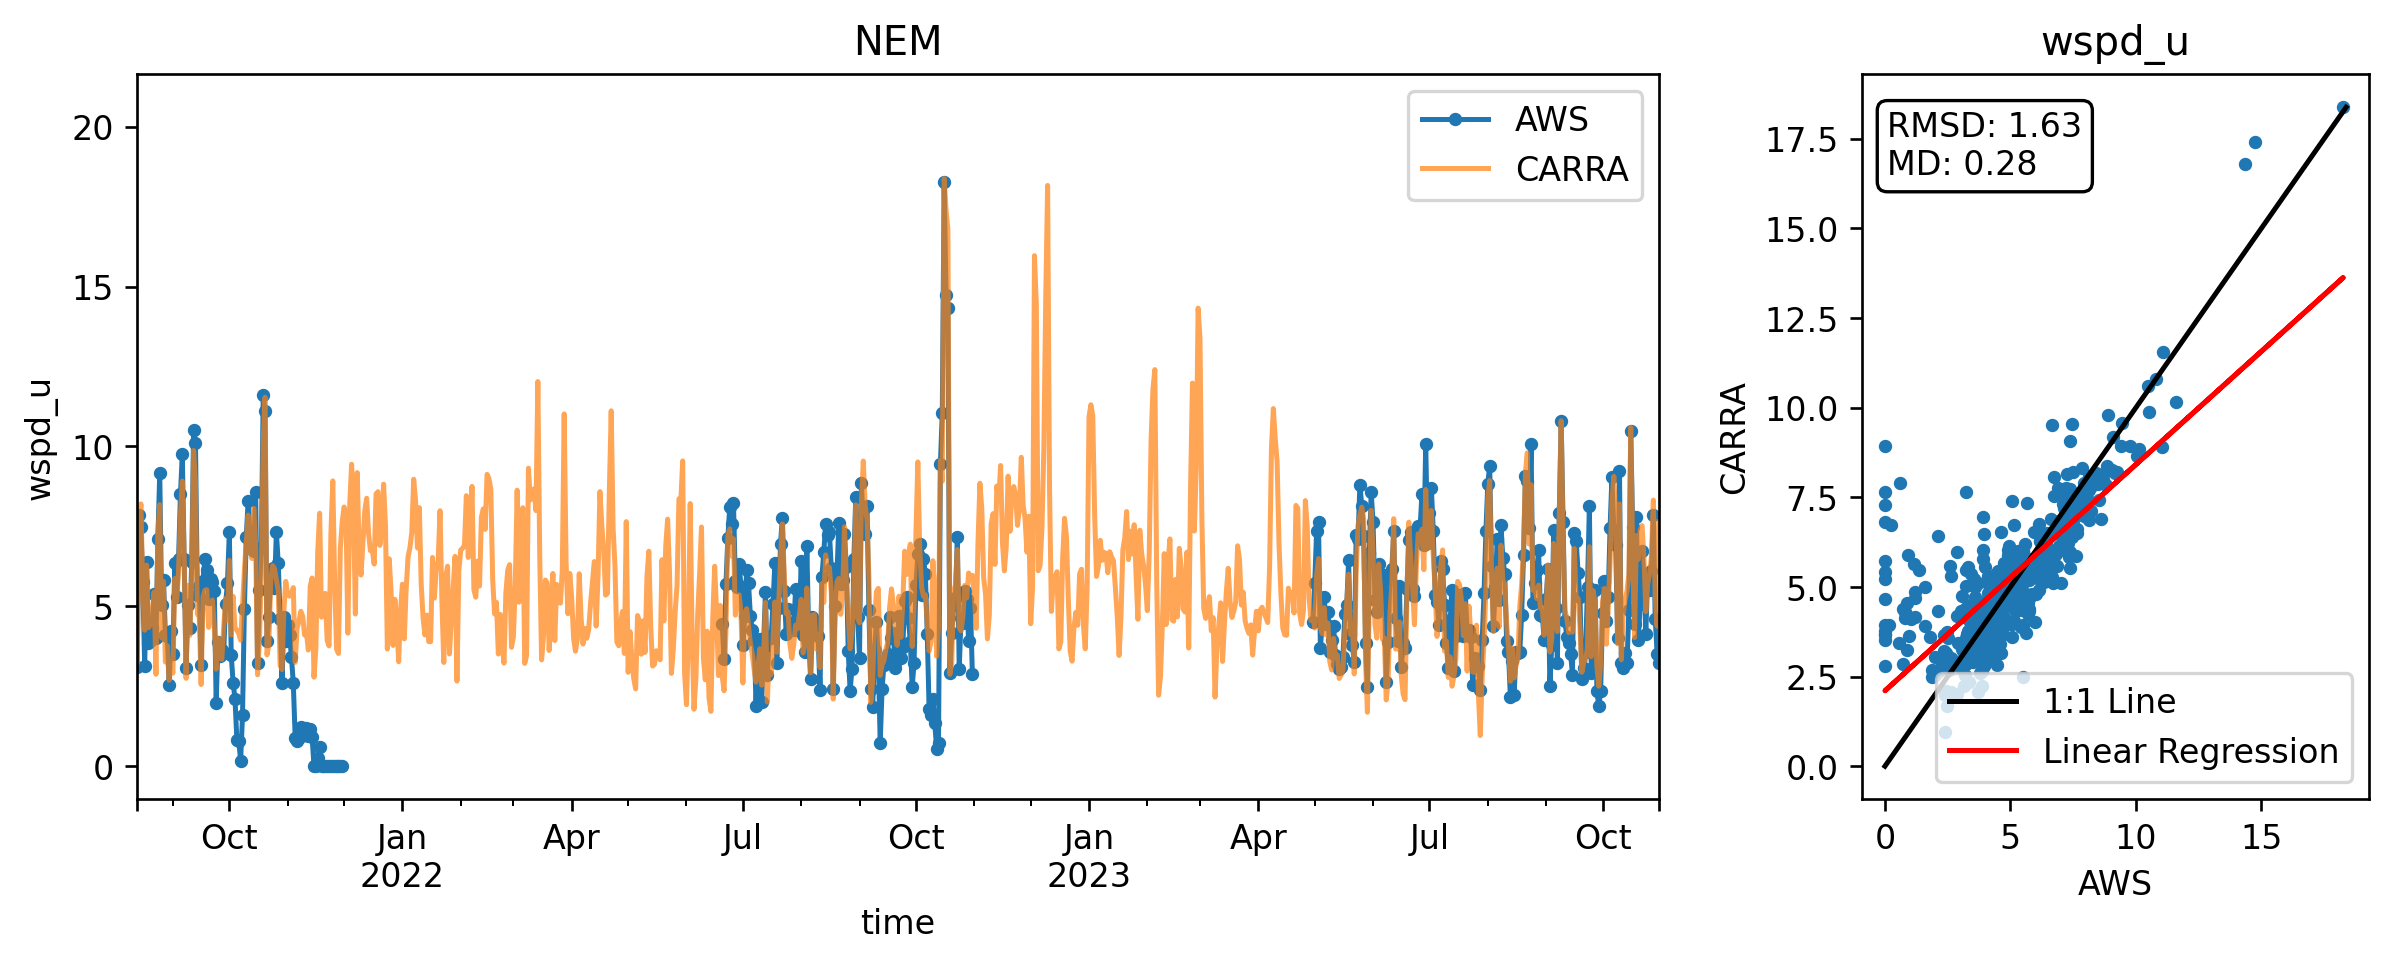 NEM
20
15
10
5
0
wspd_u
AWS
CARRA
Oct
Jan
2022
Apr
Jul
Oct
Jan
2023
Apr
Jul
Oct
time
wspd_u
RMSD: 1.63
MD: 0.28
17.5
15.0
12.5
10.0
7.5
5.0
2.5
0.0
CARRA
1:1 Line
Linear Regression
0
5
10
15
AWS